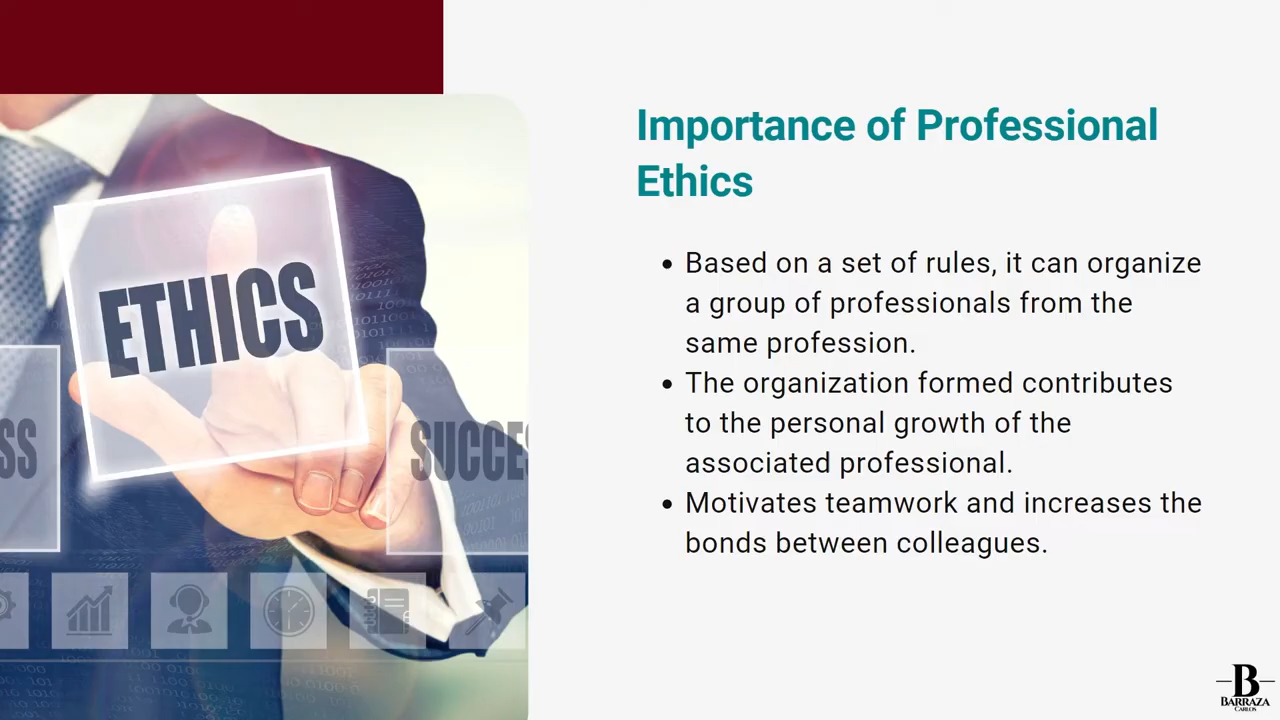 Importance of Professional
Ethics
• Based on a set of rules, it can organize
a group of professionals from the
same profession.
• The organization formed contributes
to the personal growth of the
associated professional.
• Motivates teamwork and increases the
bonds between colleagues.
ETHICS
SS
SUCCES
B
BARRAZA
CARLOS